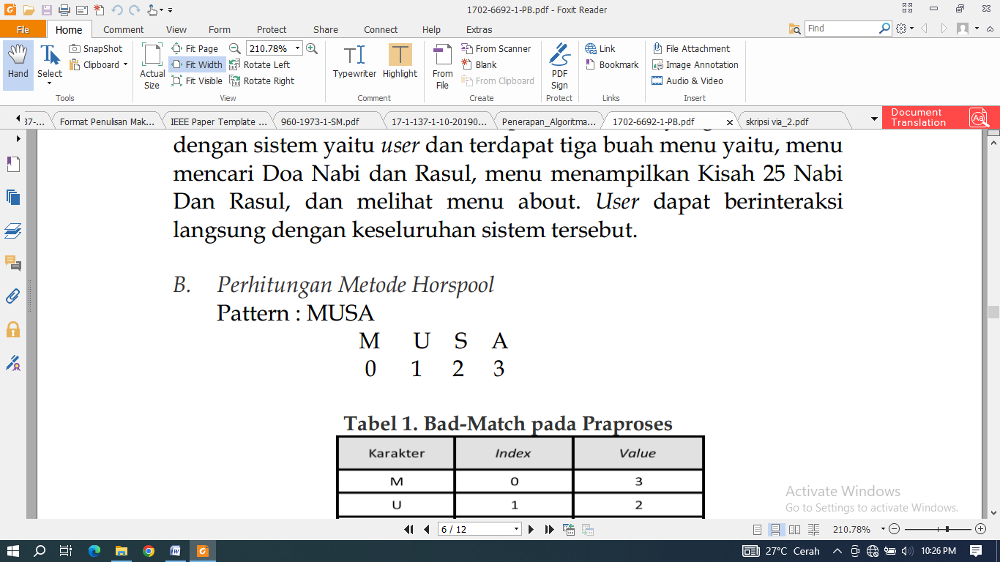 1702-6692-1-PB.pdf - Foxit Reader
File Home Comment View Form Protect Share Connect Help Extras Find
Hand
Select
SnapShot
Clipboard
Tools
Actual
Size
Fit Page
Fit Width
Fit Visible
210.78%
Rotate Left
Rotate Right
View
Typewriter
Highlight
Comment
From
File
From Scanner
Blank
From Clipboard
Create
PDF
Sign
Protect
Link
Bookmark
Links
File Attachment
Image Annotation
Audio & Video
Insert
37-... Format Penulisan Mak... IEEE Paper Template ... 960-1973-1-SM.pdf 17-1-137-1-10-20190... Penerapan_Algoritma... 1702-6692-1-PB.pdf skripsi via_2.pdf
Document
Translation
dengan sistem yaitu user dan terdapat tiga buah menu yaitu, menu
mencari Doa Nabi dan Rasul, menu menampilkan Kisah 25 Nabi
Dan Rasul, dan melihat menu about. User dapat berinteraksi
langsung dengan keseluruhan sistem tersebut.
B. Perhitungan Metode Horspool
Pattern : MUSA
M U S A
0 1 2 3
Tabel 1. Bad-Match pada Praproses
Karakter Index Value
M 0 3
U 1 2
Activate Windows
Go to Settings to activate Windows.
6 / 12
210.78%
27°C Cerah
10:26 PM